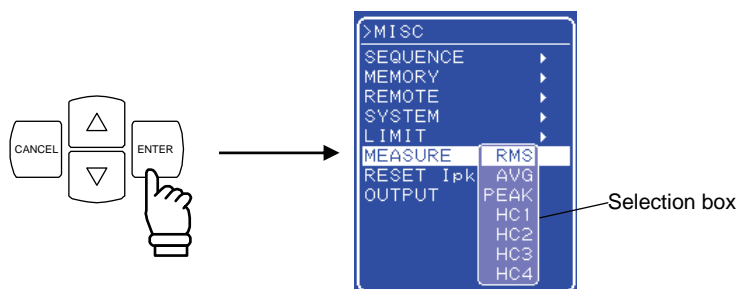 CANCEL
ENTER
>MISC
SEQUENCE
MEMORY
REMOTE
SYSTEM
LIMIT
MEASURE RMS
RESET Ipk AVG
OUTPUT PEAK
HC1
HC2
HC3
HC4
Selection box